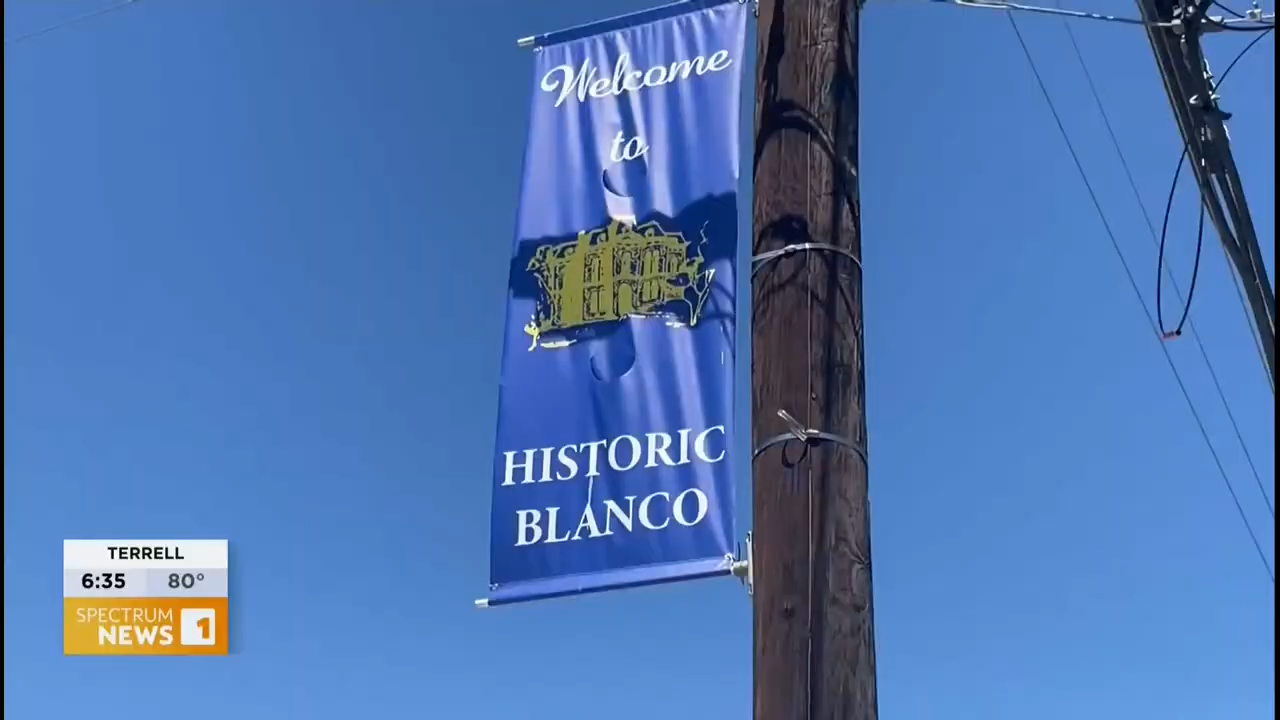 Welcome
to
HISTORIC
BLANCO
TERRELL
6:35 80°
SPECTRUM
NEWS 1